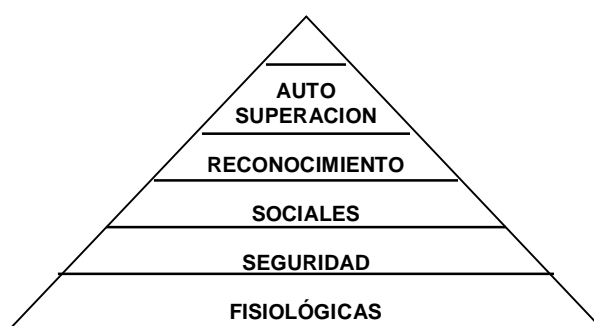 AUTO
SUPERACION
RECONOCIMIENTO
SOCIALES
SEGURIDAD
FISIOLÓGICAS